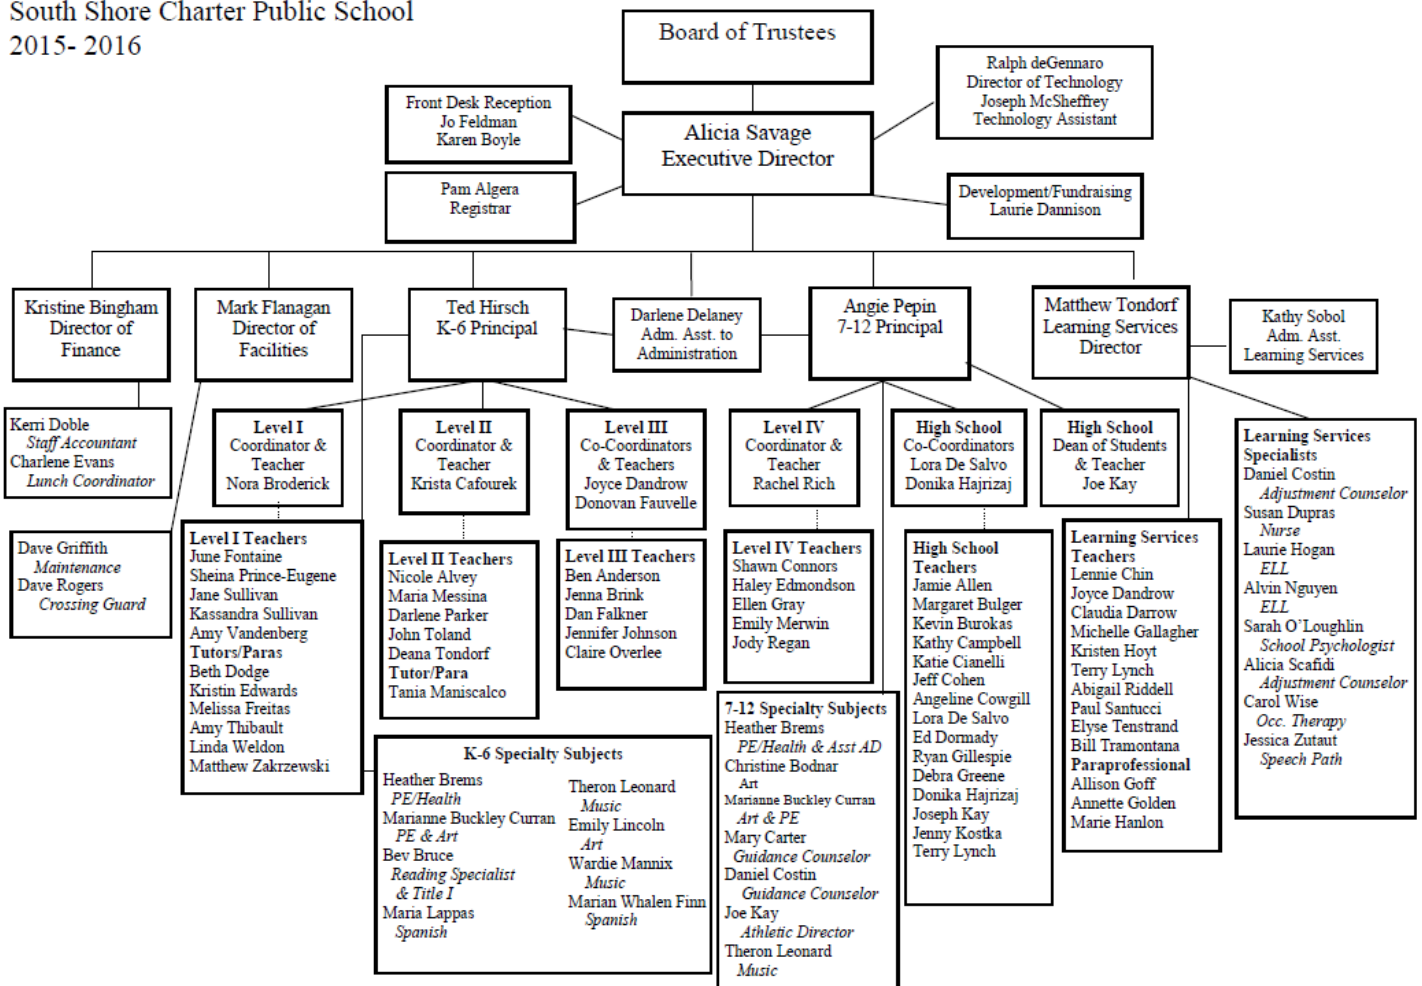 South Shore Charter Public School
2015- 2016
Board of Trustees
Ralph deGennaro
Director of Technology
Joseph McSheffrey
Technology Assistant
Front Desk Reception
Jo Feldman
Karen Boyle
Alicia Savage
Executive Director
Pam Algera
Registrar
Development/Fundraising
Laurie Dannison
Kristine Bingham
Director of
Finance
Mark Flanagan
Director of
Facilities
Ted Hirsch
K-6 Principal
Darlene Delaney
Adm. Asst. to
Administration
Angie Pepin
7-12 Principal
Matthew Tondorf
Learning Services
Director
Kathy Sobol
Adm. Asst.
Learning Services
Kerri Doble
Staff Accountant
Charlene Evans
Lunch Coordinator
Dave Griffith
Maintenance
Dave Rogers
Crossing Guard
Level I
Coordinator &
Teacher
Nora Broderick
Level II
Coordinator &
Teacher
Krista Cafourek
Level III
Co-Coordinators
& Teachers
Joyce Dandrow
Donovan Fauvelle
Level IV
Coordinator &
Teacher
Rachel Rich
High School
Co-Coordinators
Lora De Salvo
Donika Hajrizaj
High School
Dean of Students
& Teacher
Joe Kay
Level I Teachers
June Fontaine
Sheina Prince-Eugene
Jane Sullivan
Kassandra Sullivan
Amy Vandenberg
Tutors/Paras
Beth Dodge
Kristin Edwards
Melissa Freitas
Amy Thibault
Linda Weldon
Matthew Zakrzewski
Level II Teachers
Nicole Alvey
Maria Messina
Darlene Parker
John Toland
Deana Tondorf
Tutor/Para
Tania Maniscalco
Level III Teachers
Ben Anderson
Jenna Brink
Dan Falkner
Jennifer Johnson
Claire Overlee
Level IV Teachers
Shawn Connors
Haley Edmondson
Ellen Gray
Emily Merwin
Jody Regan
High School
Teachers
Jamie Allen
Margaret Bulger
Kevin Burokas
Kathy Campbell
Katie Cianelli
Jeff Cohen
Angeline Cowgill
Lora De Salvo
Ed Dormady
Ryan Gillespie
Debra Greene
Donika Hajrizaj
Joseph Kay
Jenny Kostka
Terry Lynch
Learning Services
Teachers
Lennie Chin
Joyce Dandrow
Claudia Darrow
Michelle Gallagher
Kristen Hoyt
Terry Lynch
Abigail Riddell
Paul Santucci
Elyse Tenstrand
Bill Tramontana
Paraprofessional
Allison Goff
Annette Golden
Marie Hanlon
Learning Services
Specialists
Daniel Costin
Adjustment Counselor
Susan Dupras
Nurse
Laurie Hogan
ELL
Alvin Nguyen
ELL
Sarah O'Loughlin
School Psychologist
Alicia Scafidi
Adjustment Counselor
Carol Wise
Occ. Therapy
Jessica Zutaut
Speech Path
K-6 Specialty Subjects
Heather Brems
PE/Health
Marianne Buckley Curran
PE & Art
Bev Bruce
Reading Specialist
& Title I
Maria Lappas
Spanish
Theron Leonard
Music
Emily Lincoln
Art
Wardie Mannix
Music
Marian Whalen Finn
Spanish
7-12 Specialty Subjects
Heather Brems
PE/Health & Asst AD
Christine Bodnar
Art
Marianne Buckley Curran
Art & PE
Mary Carter
Guidance Counselor
Daniel Costin
Guidance Counselor
Joe Kay
Athletic Director
Theron Leonard
Music